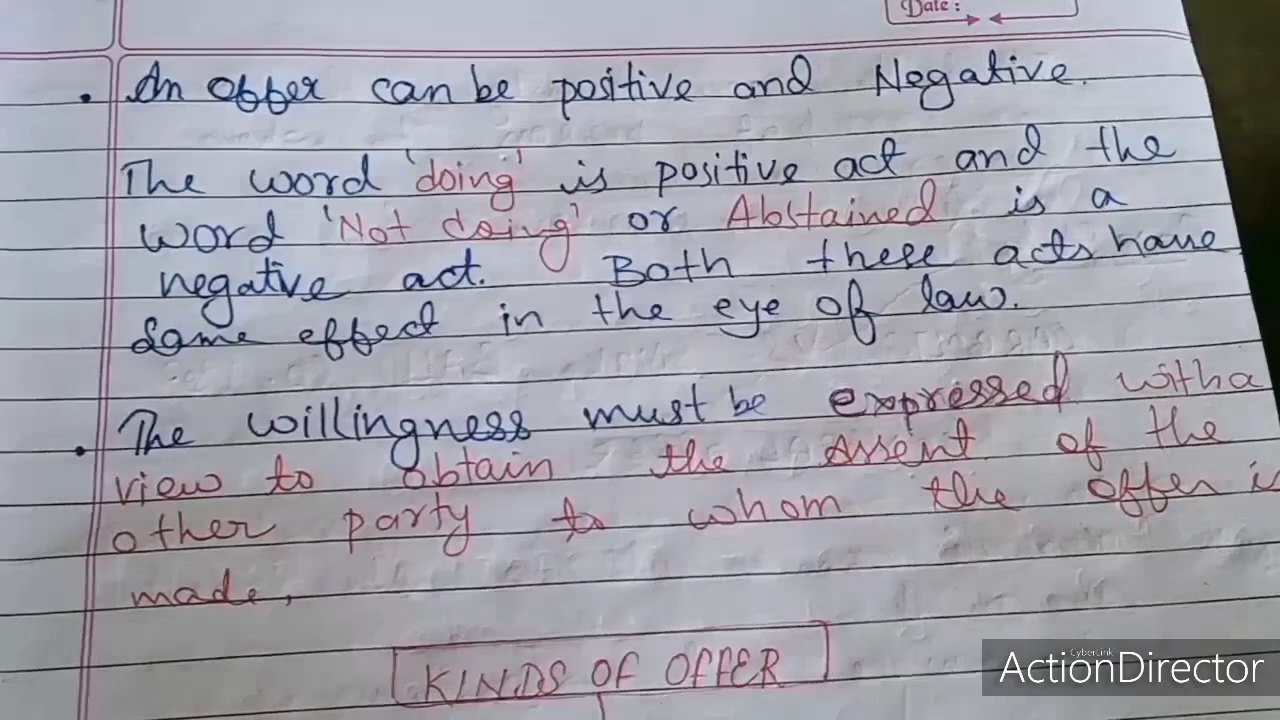 Date :
• An offer can be positive and Negative.
The word 'doing' is positive act and the
word 'Not doing' or Abstained is a
negative act. Both these acts have
Same effect in the eye of law.
• The willingness must be expressed with a
view to obtain the assent of the
other party to whom the offer is
made,
KINDS OF OFFER
CyberLink
ActionDirector